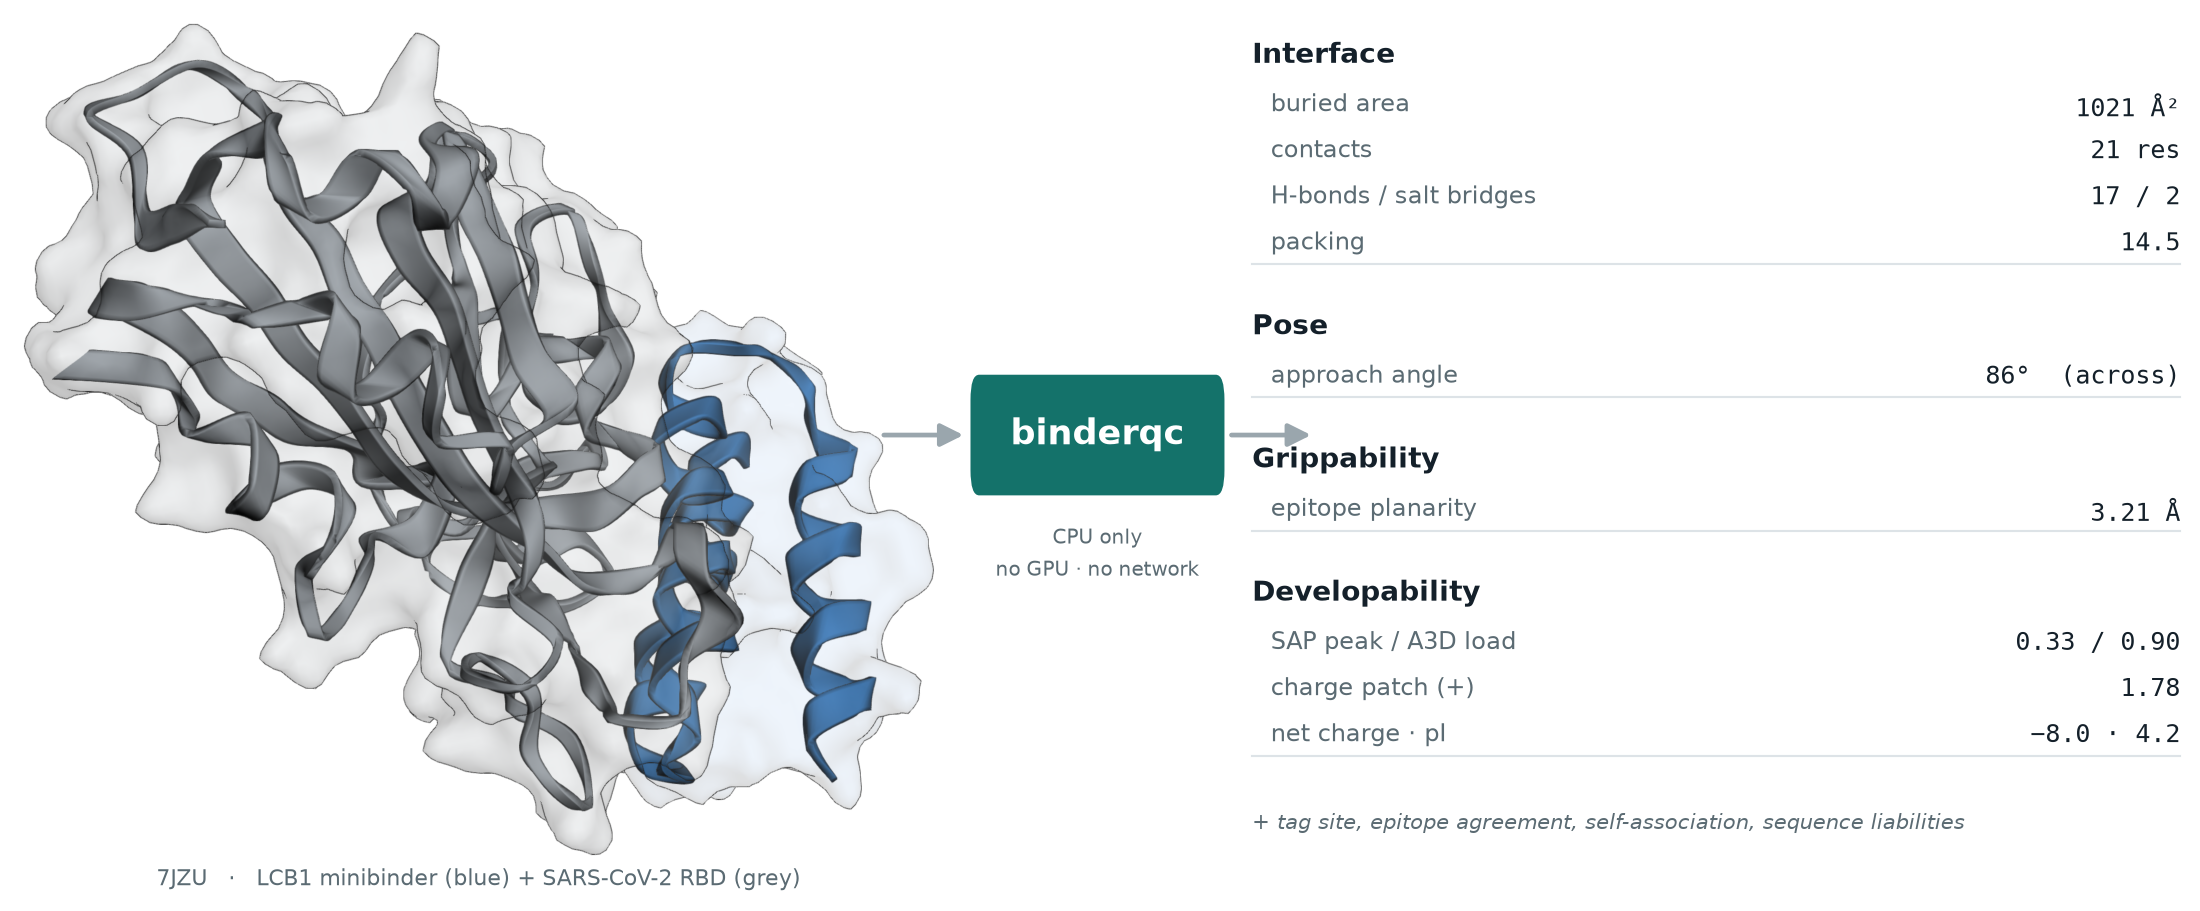 Interface
buried area 1021 Å²
contacts 21 res
H-bonds / salt bridges 17 / 2
packing 14.5
Pose
approach angle 86° (across)
binderqc
CPU only
no GPU · no network
Grippability
epitope planarity 3.21 Å
Developability
SAP peak / A3D load 0.33 / 0.90
charge patch (+) 1.78
net charge · pI −8.0 · 4.2
+ tag site, epitope agreement, self-association, sequence liabilities
7JZU · LCB1 minibinder (blue) + SARS-CoV-2 RBD (grey)